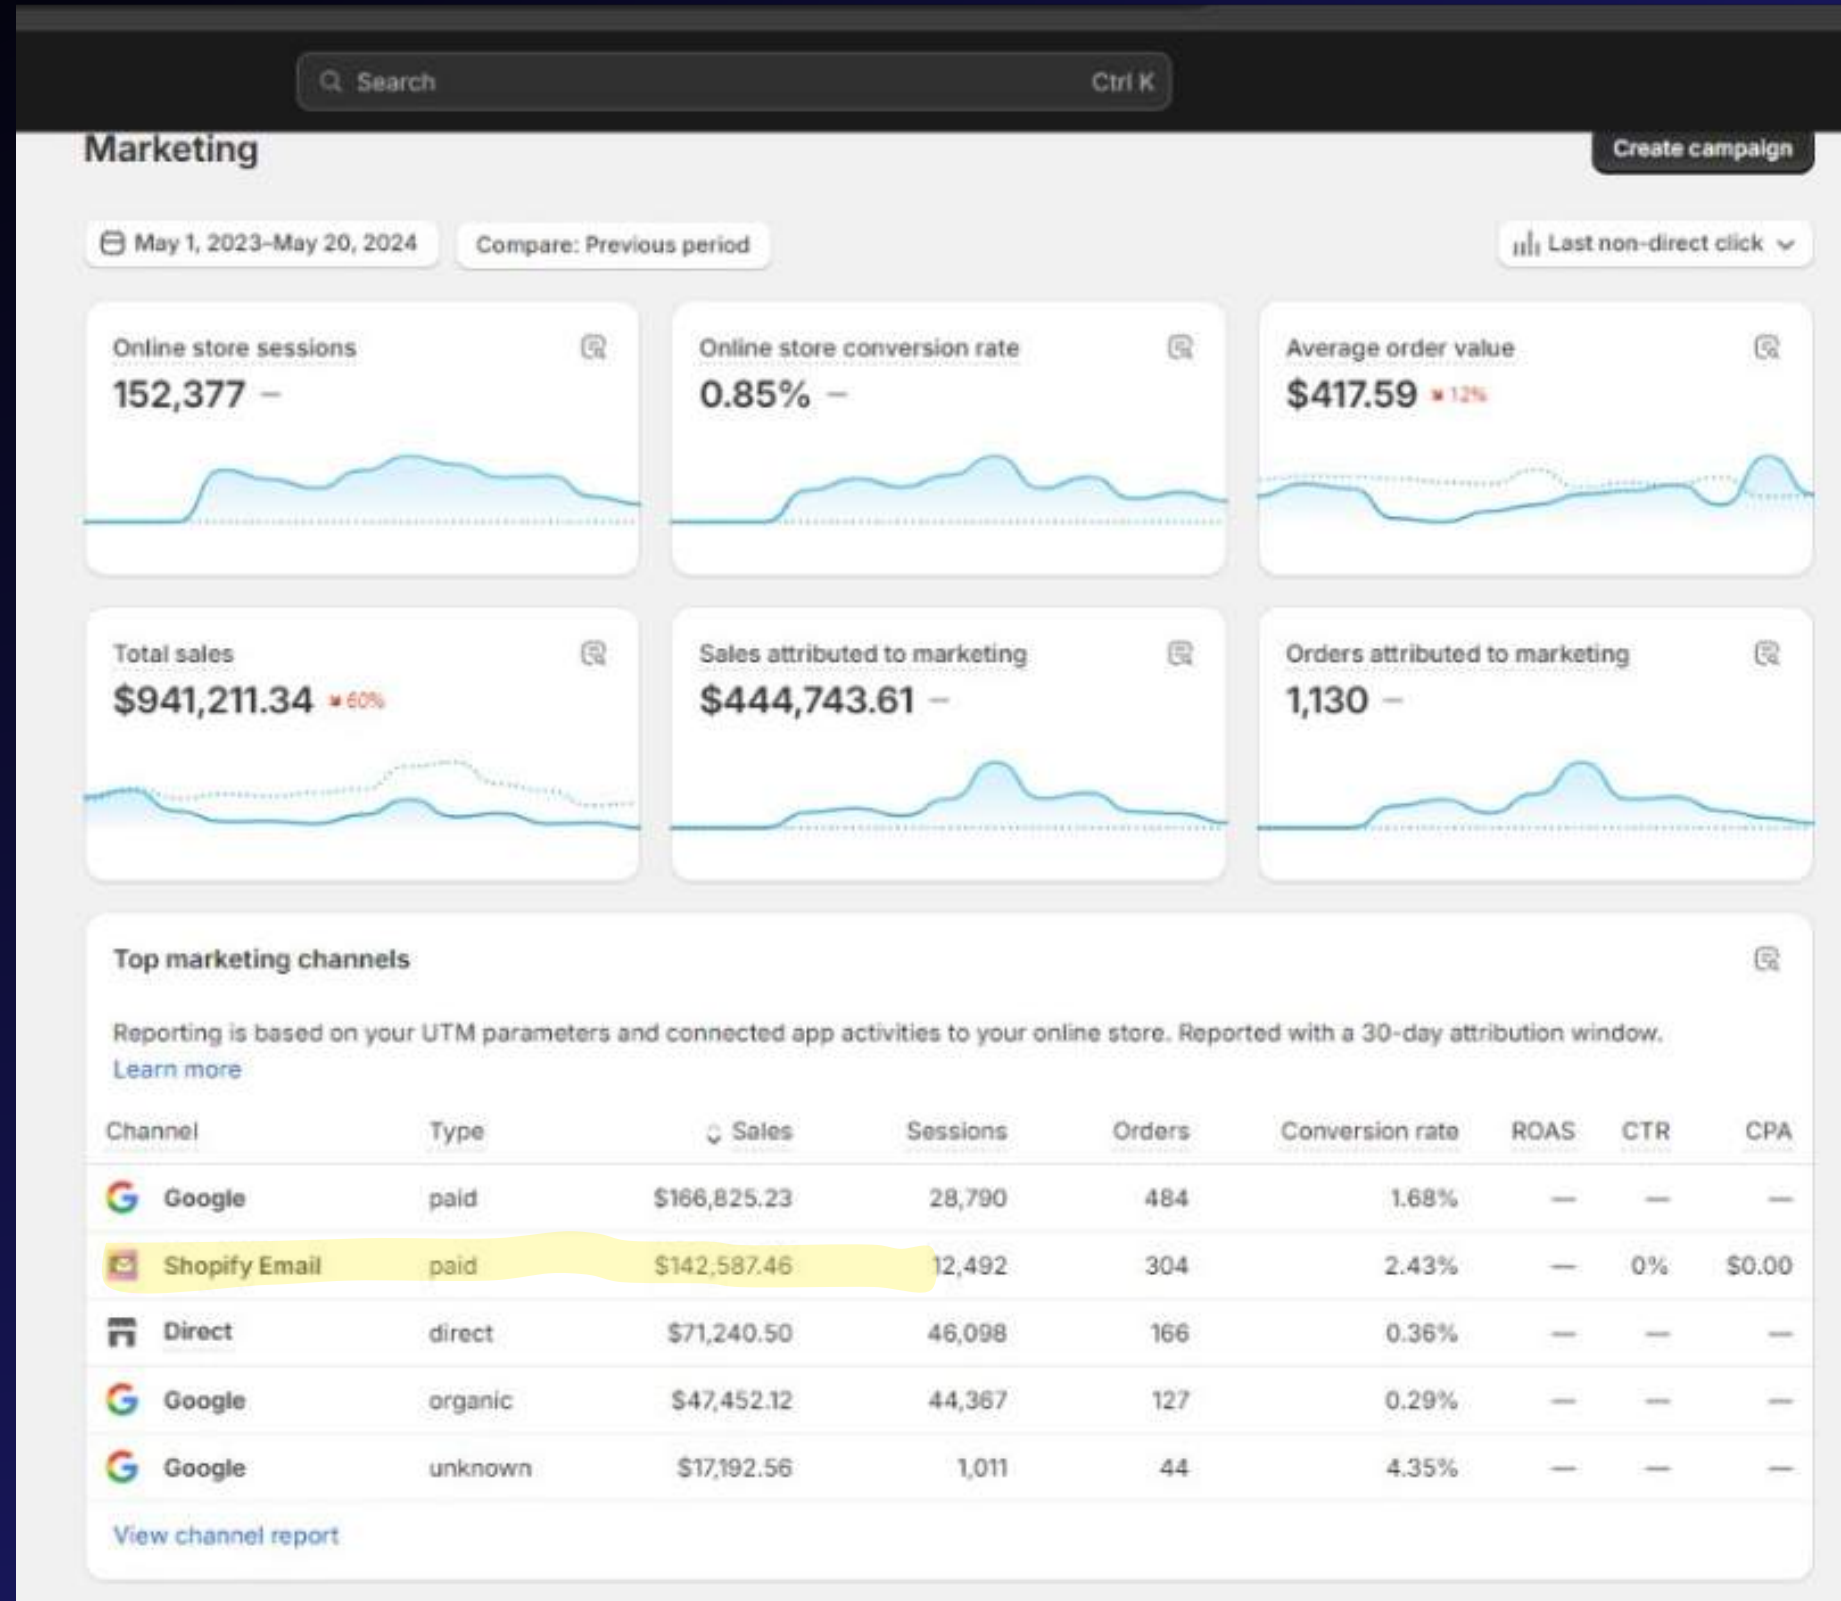 Search Ctrl K
Marketing
Create campaign
May 1, 2023–May 20, 2024
Compare: Previous period
Last non-direct click
Online store sessions
152,377 –
Online store conversion rate
0.85% –
Average order value
$417.59 12%
Total sales
$941,211.34 60%
Sales attributed to marketing
$444,743.61 –
Orders attributed to marketing
1,130 –
Top marketing channels
Reporting is based on your UTM parameters and connected app activities to your online store. Reported with a 30-day attribution window.
Learn more
Channel Type Sales Sessions Orders Conversion rate ROAS CTR CPA
Google paid $166,825.23 28,790 484 1.68% — — —
Shopify Email paid $142,587.46 12,492 304 2.43% — 0% $0.00
Direct direct $71,240.50 46,098 166 0.36% — — —
Google organic $47,452.12 44,367 127 0.29% — — —
Google unknown $17,192.56 1,011 44 4.35% — — —
View channel report